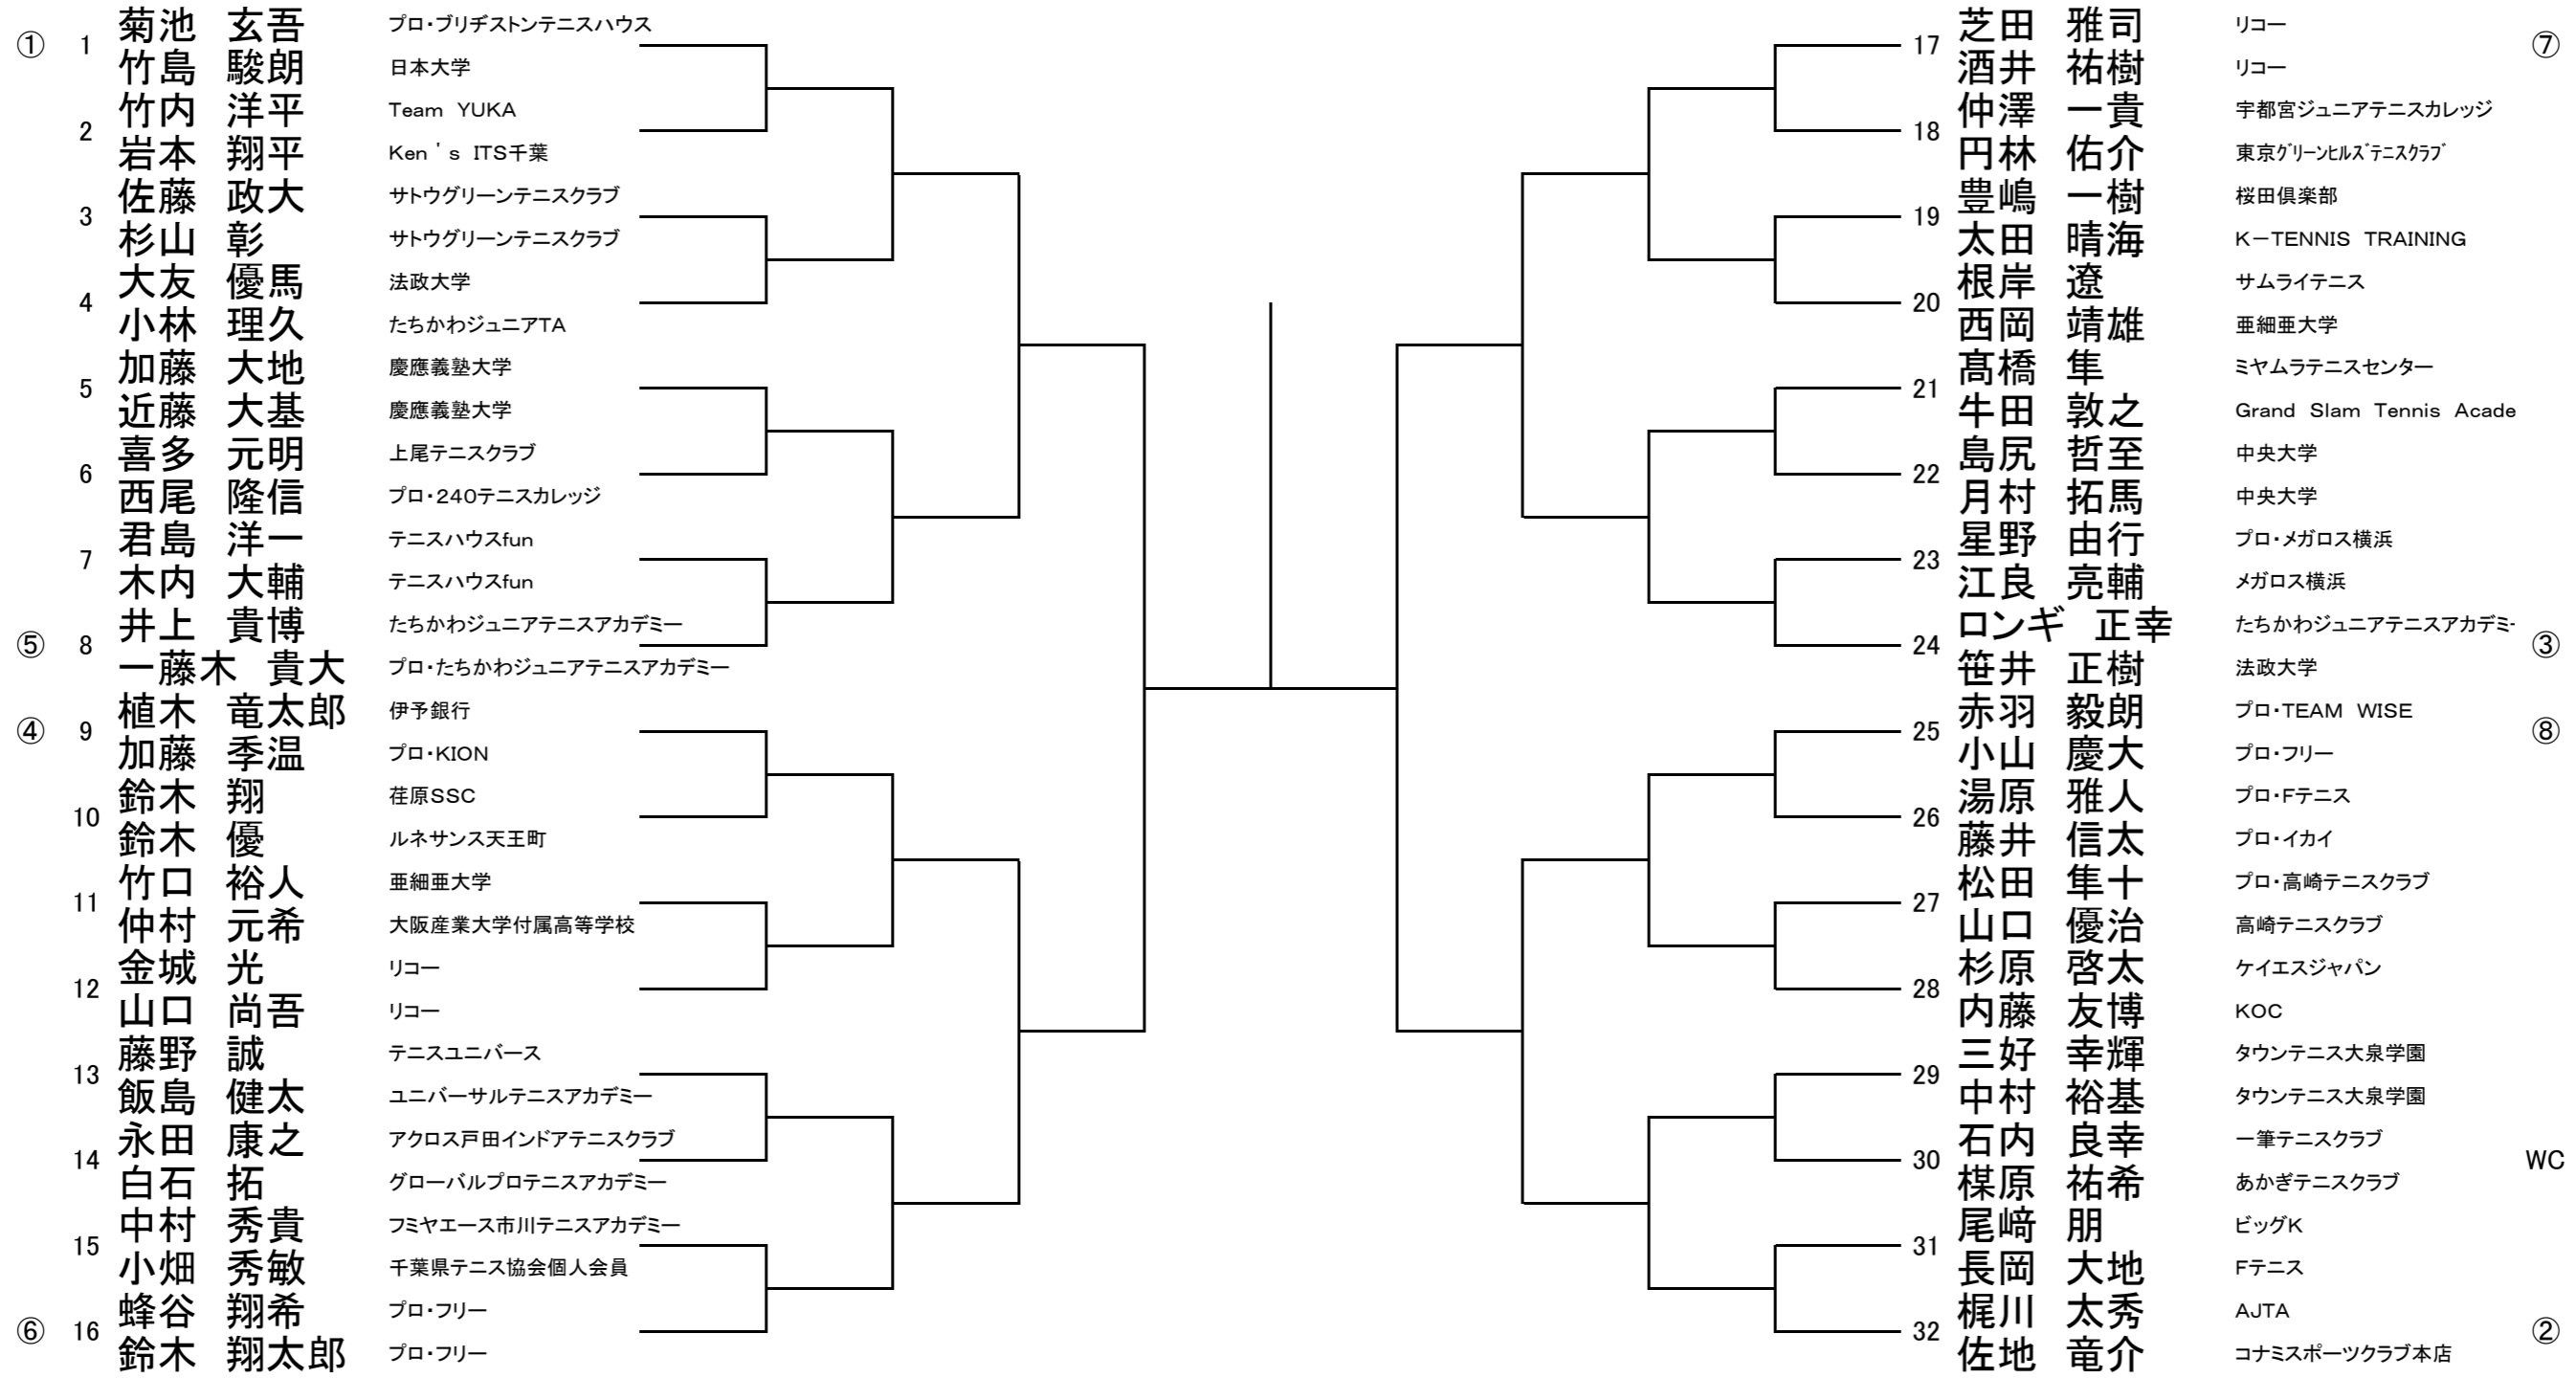 ① 1 菊池 玄吾 プロ・ブリヂストンテニスハウス
竹島 駿朗 日本大学
2 竹内 洋平 Team YUKA
岩本 翔平 Ken's ITS千葉
3 佐藤 政大 サトウグリーンテニスクラブ
杉山 彰 サトウグリーンテニスクラブ
4 大友 優馬 法政大学
小林 理久 たちかわジュニアTA
5 加藤 大地 慶應義塾大学
近藤 大基 慶應義塾大学
6 喜多 元明 上尾テニスクラブ
西尾 隆信 プロ・240テニスカレッジ
7 君島 洋一 テニスハウスfun
木内 大輔 テニスハウスfun
⑤ 8 井上 貴博 たちかわジュニアテニスアカデミー
一藤木 貴大 プロ・たちかわジュニアテニスアカデミー
④ 9 植木 竜太郎 伊予銀行
加藤 季温 プロ・KION
10 鈴木 翔 荏原SSC
鈴木 優 ルネサンス天王町
11 竹口 裕人 亜細亜大学
仲村 元希 大阪産業大学付属高等学校
12 金城 光 リコー
山口 尚吾 リコー
13 藤野 誠 テニスユニバース
飯島 健太 ユニバーサルテニスアカデミー
14 永田 康之 アクロス戸田インドアテニスクラブ
白石 拓 グローバルプロテニスアカデミー
15 中村 秀貴 フミヤエース市川テニスアカデミー
小畑 秀敏 千葉県テニス協会個人会員
⑥ 16 蜂谷 翔希 プロ・フリー
鈴木 翔太郎 プロ・フリー
17 芝田 雅司 リコー ⑦
酒井 祐樹 リコー
18 仲澤 一貴 宇都宮ジュニアテニスカレッジ
円林 佑介 東京グリーンヒルズテニスクラブ
19 豊嶋 一樹 桜田倶楽部
太田 晴海 K－TENNIS TRAINING
20 根岸 遼 サムライテニス
西岡 靖雄 亜細亜大学
21 髙橋 隼 ミヤムラテニスセンター
牛田 敦之 Grand Slam Tennis Acade
22 島尻 哲至 中央大学
月村 拓馬 中央大学
23 星野 由行 プロ・メガロス横浜
江良 亮輔 メガロス横浜
24 ロンギ 正幸 たちかわジュニアテニスアカデミー ③
笹井 正樹 法政大学
25 赤羽 毅朗 プロ・TEAM WISE ⑧
小山 慶大 プロ・フリー
26 湯原 雅人 プロ・Fテニス
藤井 信太 プロ・イカイ
27 松田 隼十 プロ・高崎テニスクラブ
山口 優治 高崎テニスクラブ
28 杉原 啓太 ケイエスジャパン
内藤 友博 KOC
29 三好 幸輝 タウンテニス大泉学園
中村 裕基 タウンテニス大泉学園
30 石内 良幸 一筆テニスクラブ WC
楳原 祐希 あかぎテニスクラブ
31 尾﨑 朋 ビッグK
長岡 大地 Fテニス
32 梶川 太秀 AJTA ②
佐地 竜介 コナミスポーツクラブ本店